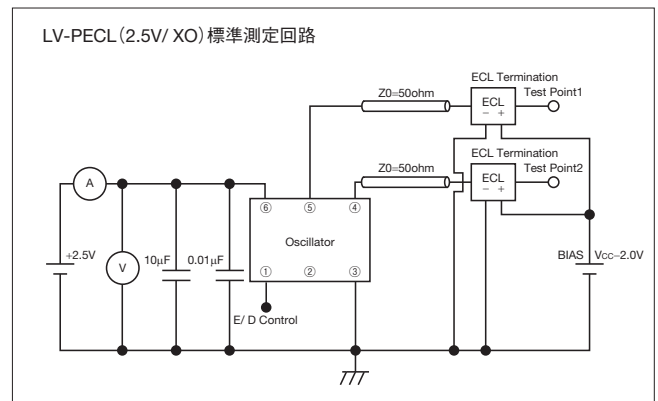 LV-PECL（2.5V/ XO）標準測定回路
ECL Termination
Test Point1
Z0=50ohm
ECL
− +
ECL Termination
Test Point2
Z0=50ohm
ECL
− +
A
⑥ ⑤ ④
Oscillator
① ② ③
+2.5V
V
10µF
0.01µF
E/ D Control
BIAS
Vcc−2.0V